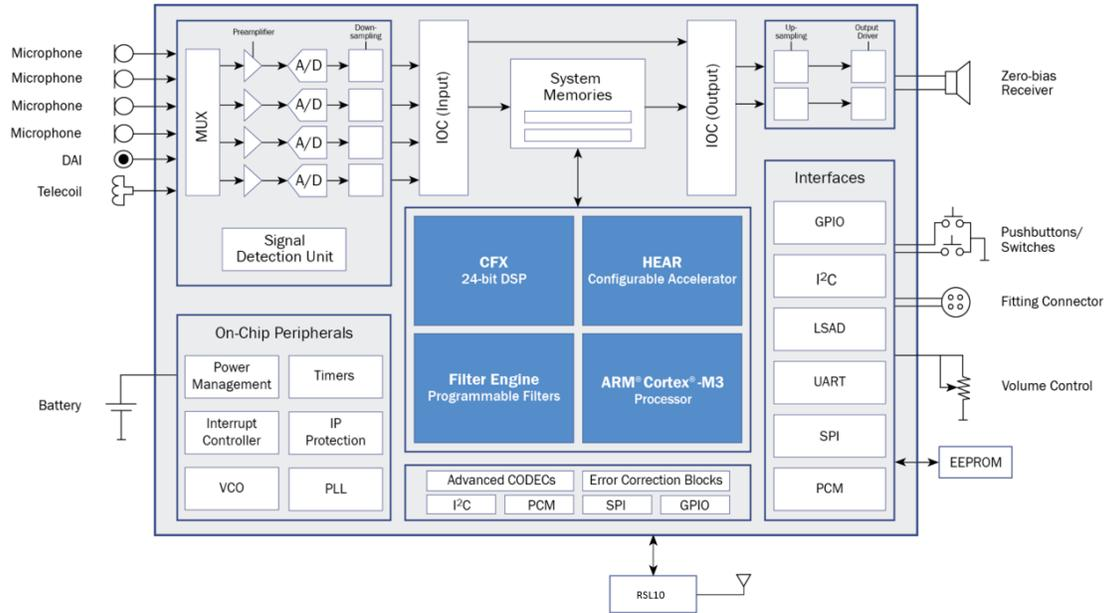 Microphone
Microphone
Microphone
Microphone
DAI
Telecoil
Battery
Preamplifier
Down-
sampling
MUX
A/D
A/D
A/D
A/D
Signal
Detection Unit
IOC (Input)
System
Memories
IOC (Output)
Up-
sampling
Output
Driver
Zero-bias
Receiver
CFX
24-bit DSP
HEAR
Configurable Accelerator
Filter Engine
Programmable Filters
ARM® Cortex®-M3
Processor
On-Chip Peripherals
Power
Management
Timers
Interrupt
Controller
IP
Protection
VCO
PLL
Advanced CODECs
Error Correction Blocks
I²C
PCM
SPI
GPIO
Interfaces
GPIO
I²C
LSAD
UART
SPI
PCM
Pushbuttons/
Switches
Fitting Connector
Volume Control
EEPROM
RSL10